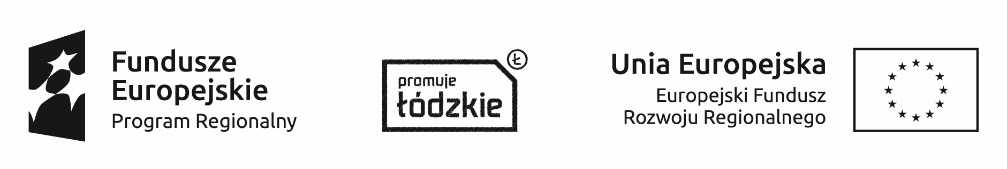 Fundusze
Europejskie
Program Regionalny
Ł
promuje
łódzkie
Unia Europejska
Europejski Fundusz
Rozwoju Regionalnego